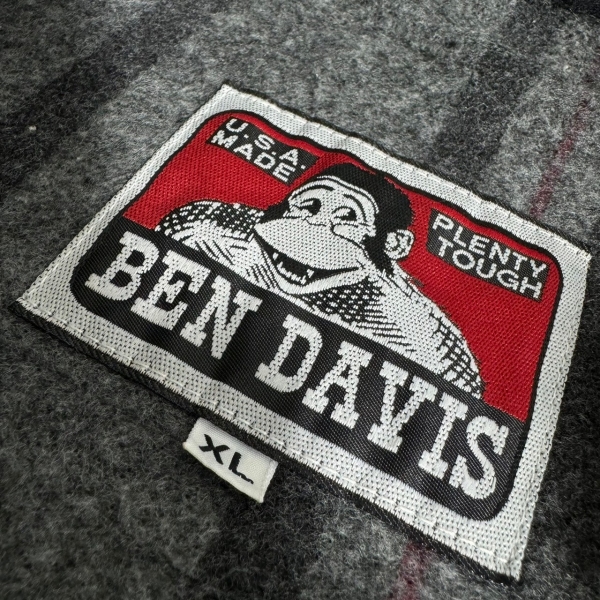 U.S.A.
MADE
PLENTY
TOUGH
BEN DAVIS
XL